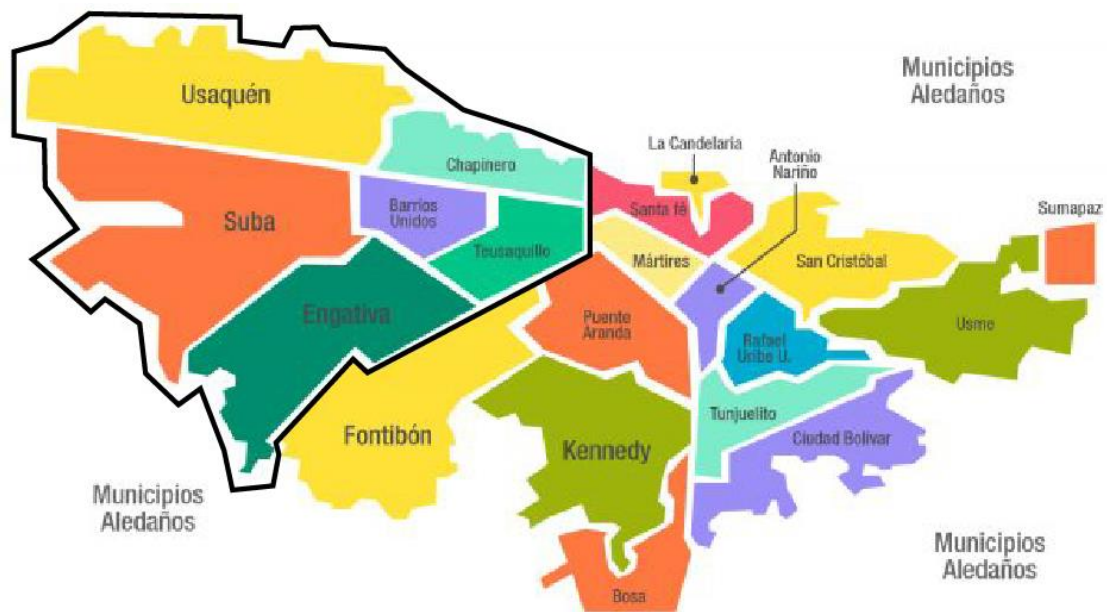 Municipios
Aledaños
Usaquén
Chapinero
La Candelaria
Antonio
Nariño
Suba
Barrios
Unidos
Teusaquillo
Santa fé
Sumapaz
Mártires
San Cristóbal
Engativa
Puente
Aranda
Rafael
Uribe U.
Usme
Fontibón
Kennedy
Tunjuelito
Ciudad Bolívar
Municipios
Aledaños
Municipios
Aledaños
Bosa